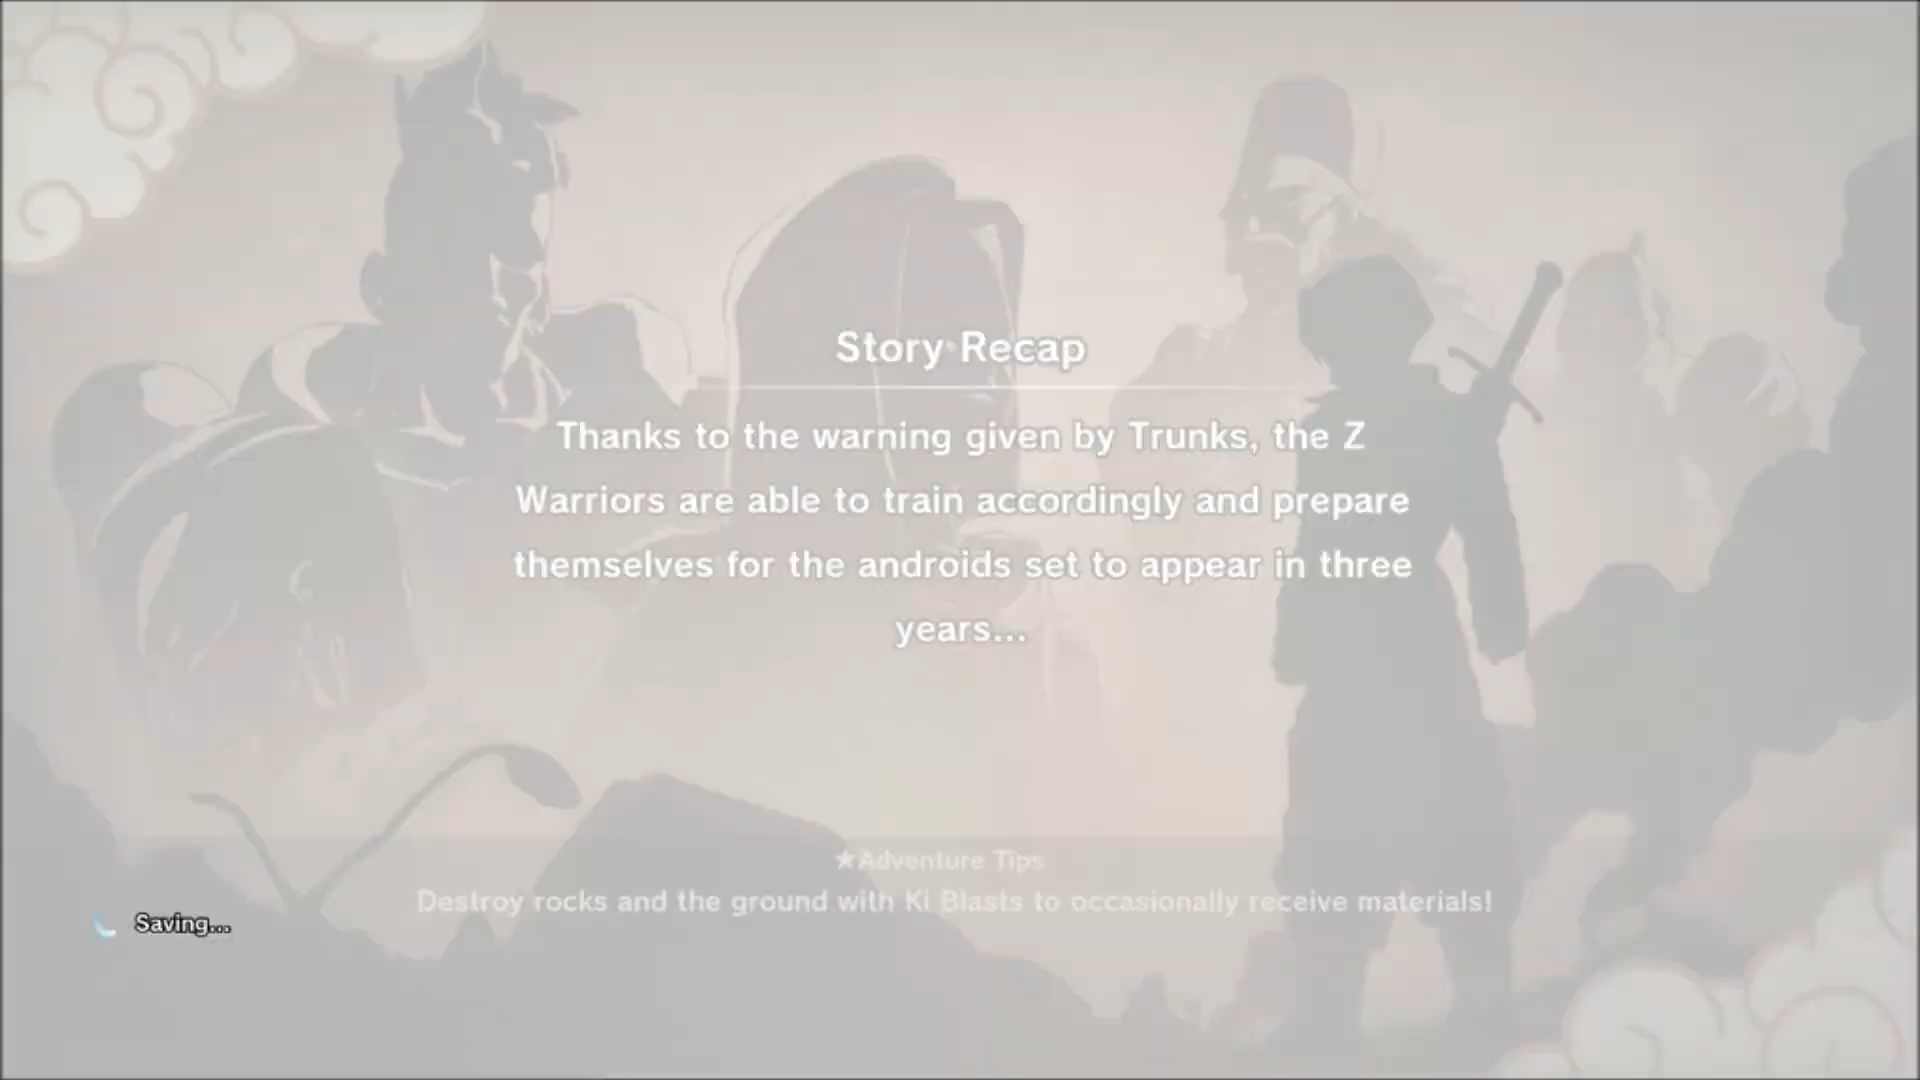 Story Recap
Thanks to the warning given by Trunks, the Z
Warriors are able to train accordingly and prepare
themselves for the androids set to appear in three
years...
★Adventure Tips
Destroy rocks and the ground with Ki Blasts to occasionally receive materials!
Saving...